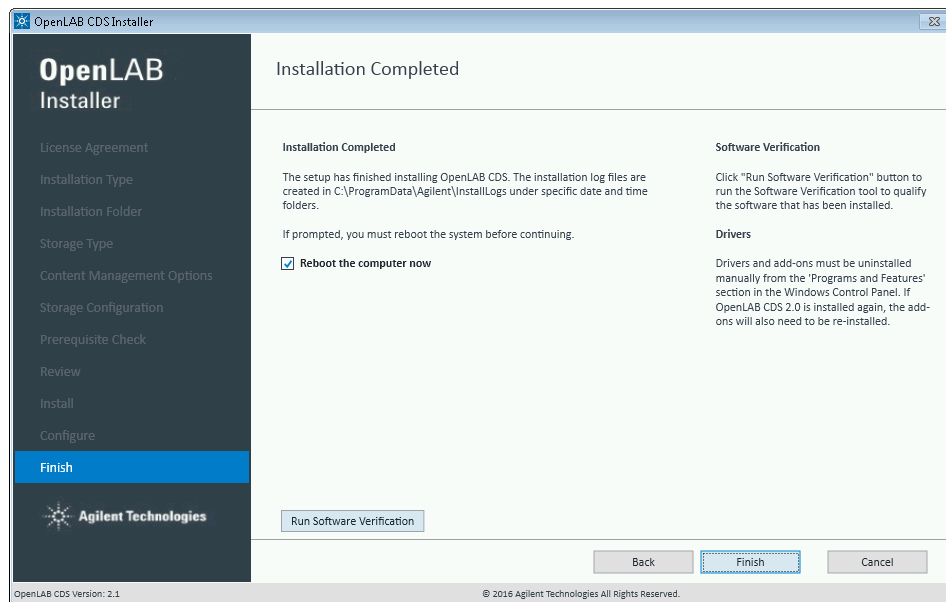 OpenLAB CDS Installer
OpenLAB
Installer
License Agreement
Installation Type
Installation Folder
Storage Type
Content Management Options
Storage Configuration
Prerequisite Check
Review
Install
Configure
Finish
Agilent Technologies
Installation Completed
Installation Completed
The setup has finished installing OpenLAB CDS. The installation log files are
created in C:\ProgramData\Agilent\InstallLogs under specific date and time
folders.
If prompted, you must reboot the system before continuing.
Reboot the computer now
Software Verification
Click "Run Software Verification" button to
run the Software Verification tool to qualify
the software that has been installed.
Drivers
Drivers and add-ons must be uninstalled
manually from the 'Programs and Features'
section in the Windows Control Panel. If
OpenLAB CDS 2.0 is installed again, the add-
ons will also need to be re-installed.
Run Software Verification
Back
Finish
Cancel
OpenLAB CDS Version: 2.1
© 2016 Agilent Technologies All Rights Reserved.